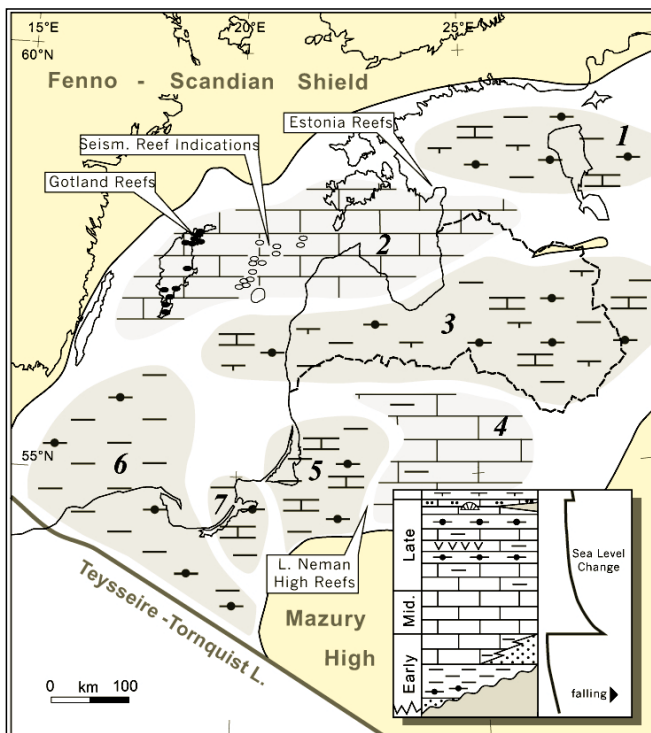 15°E
20°E
25°E
60°N
Fenno - Scandian Shield
Estonia Reefs
1
Seism. Reef Indications
Gotland Reefs
2
3
4
55°N
6
5
7
L. Neman
High Reefs
Teysseire -Tornquist L.
Mazury
High
0 km 100
Late
Mid.
Early
Sea Level
Change
falling